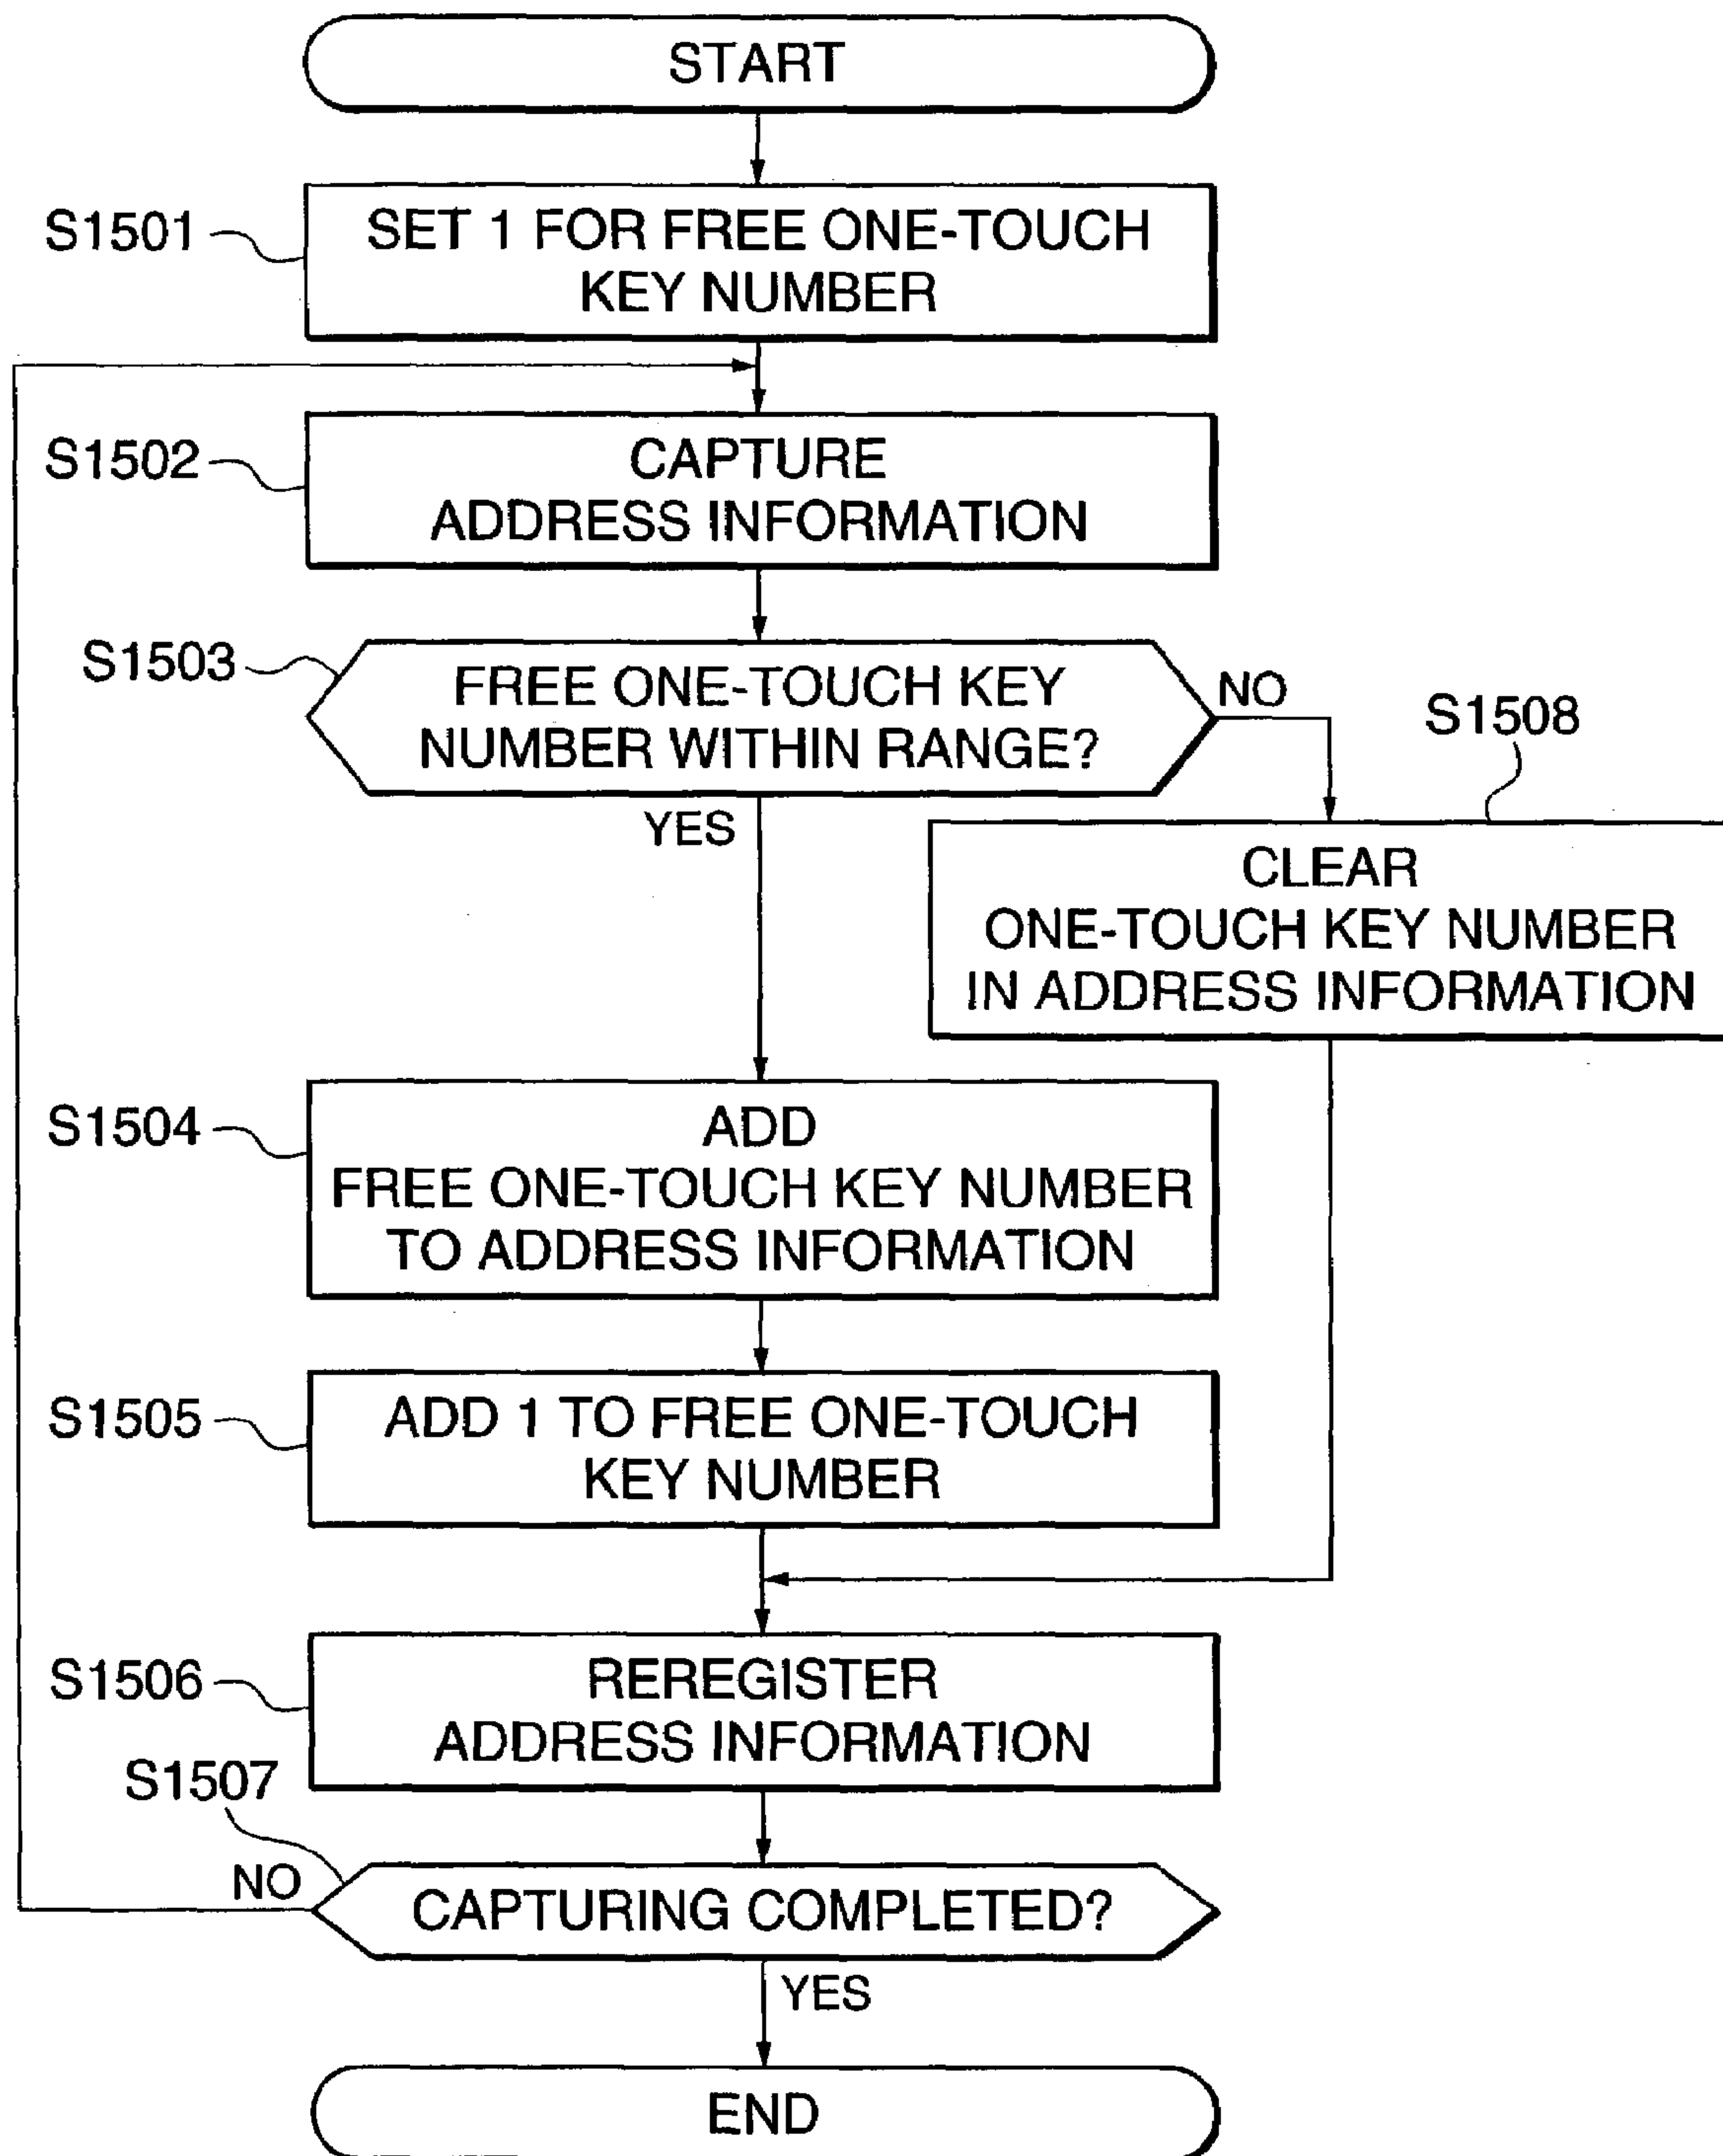 START
S1501
SET 1 FOR FREE ONE-TOUCH
KEY NUMBER
S1502
CAPTURE
ADDRESS INFORMATION
S1503
FREE ONE-TOUCH KEY
NUMBER WITHIN RANGE?
NO
S1508
YES
CLEAR
ONE-TOUCH KEY NUMBER
IN ADDRESS INFORMATION
S1504
ADD
FREE ONE-TOUCH KEY NUMBER
TO ADDRESS INFORMATION
S1505
ADD 1 TO FREE ONE-TOUCH
KEY NUMBER
S1506
REREGISTER
ADDRESS INFORMATION
S1507
NO
CAPTURING COMPLETED?
YES
END